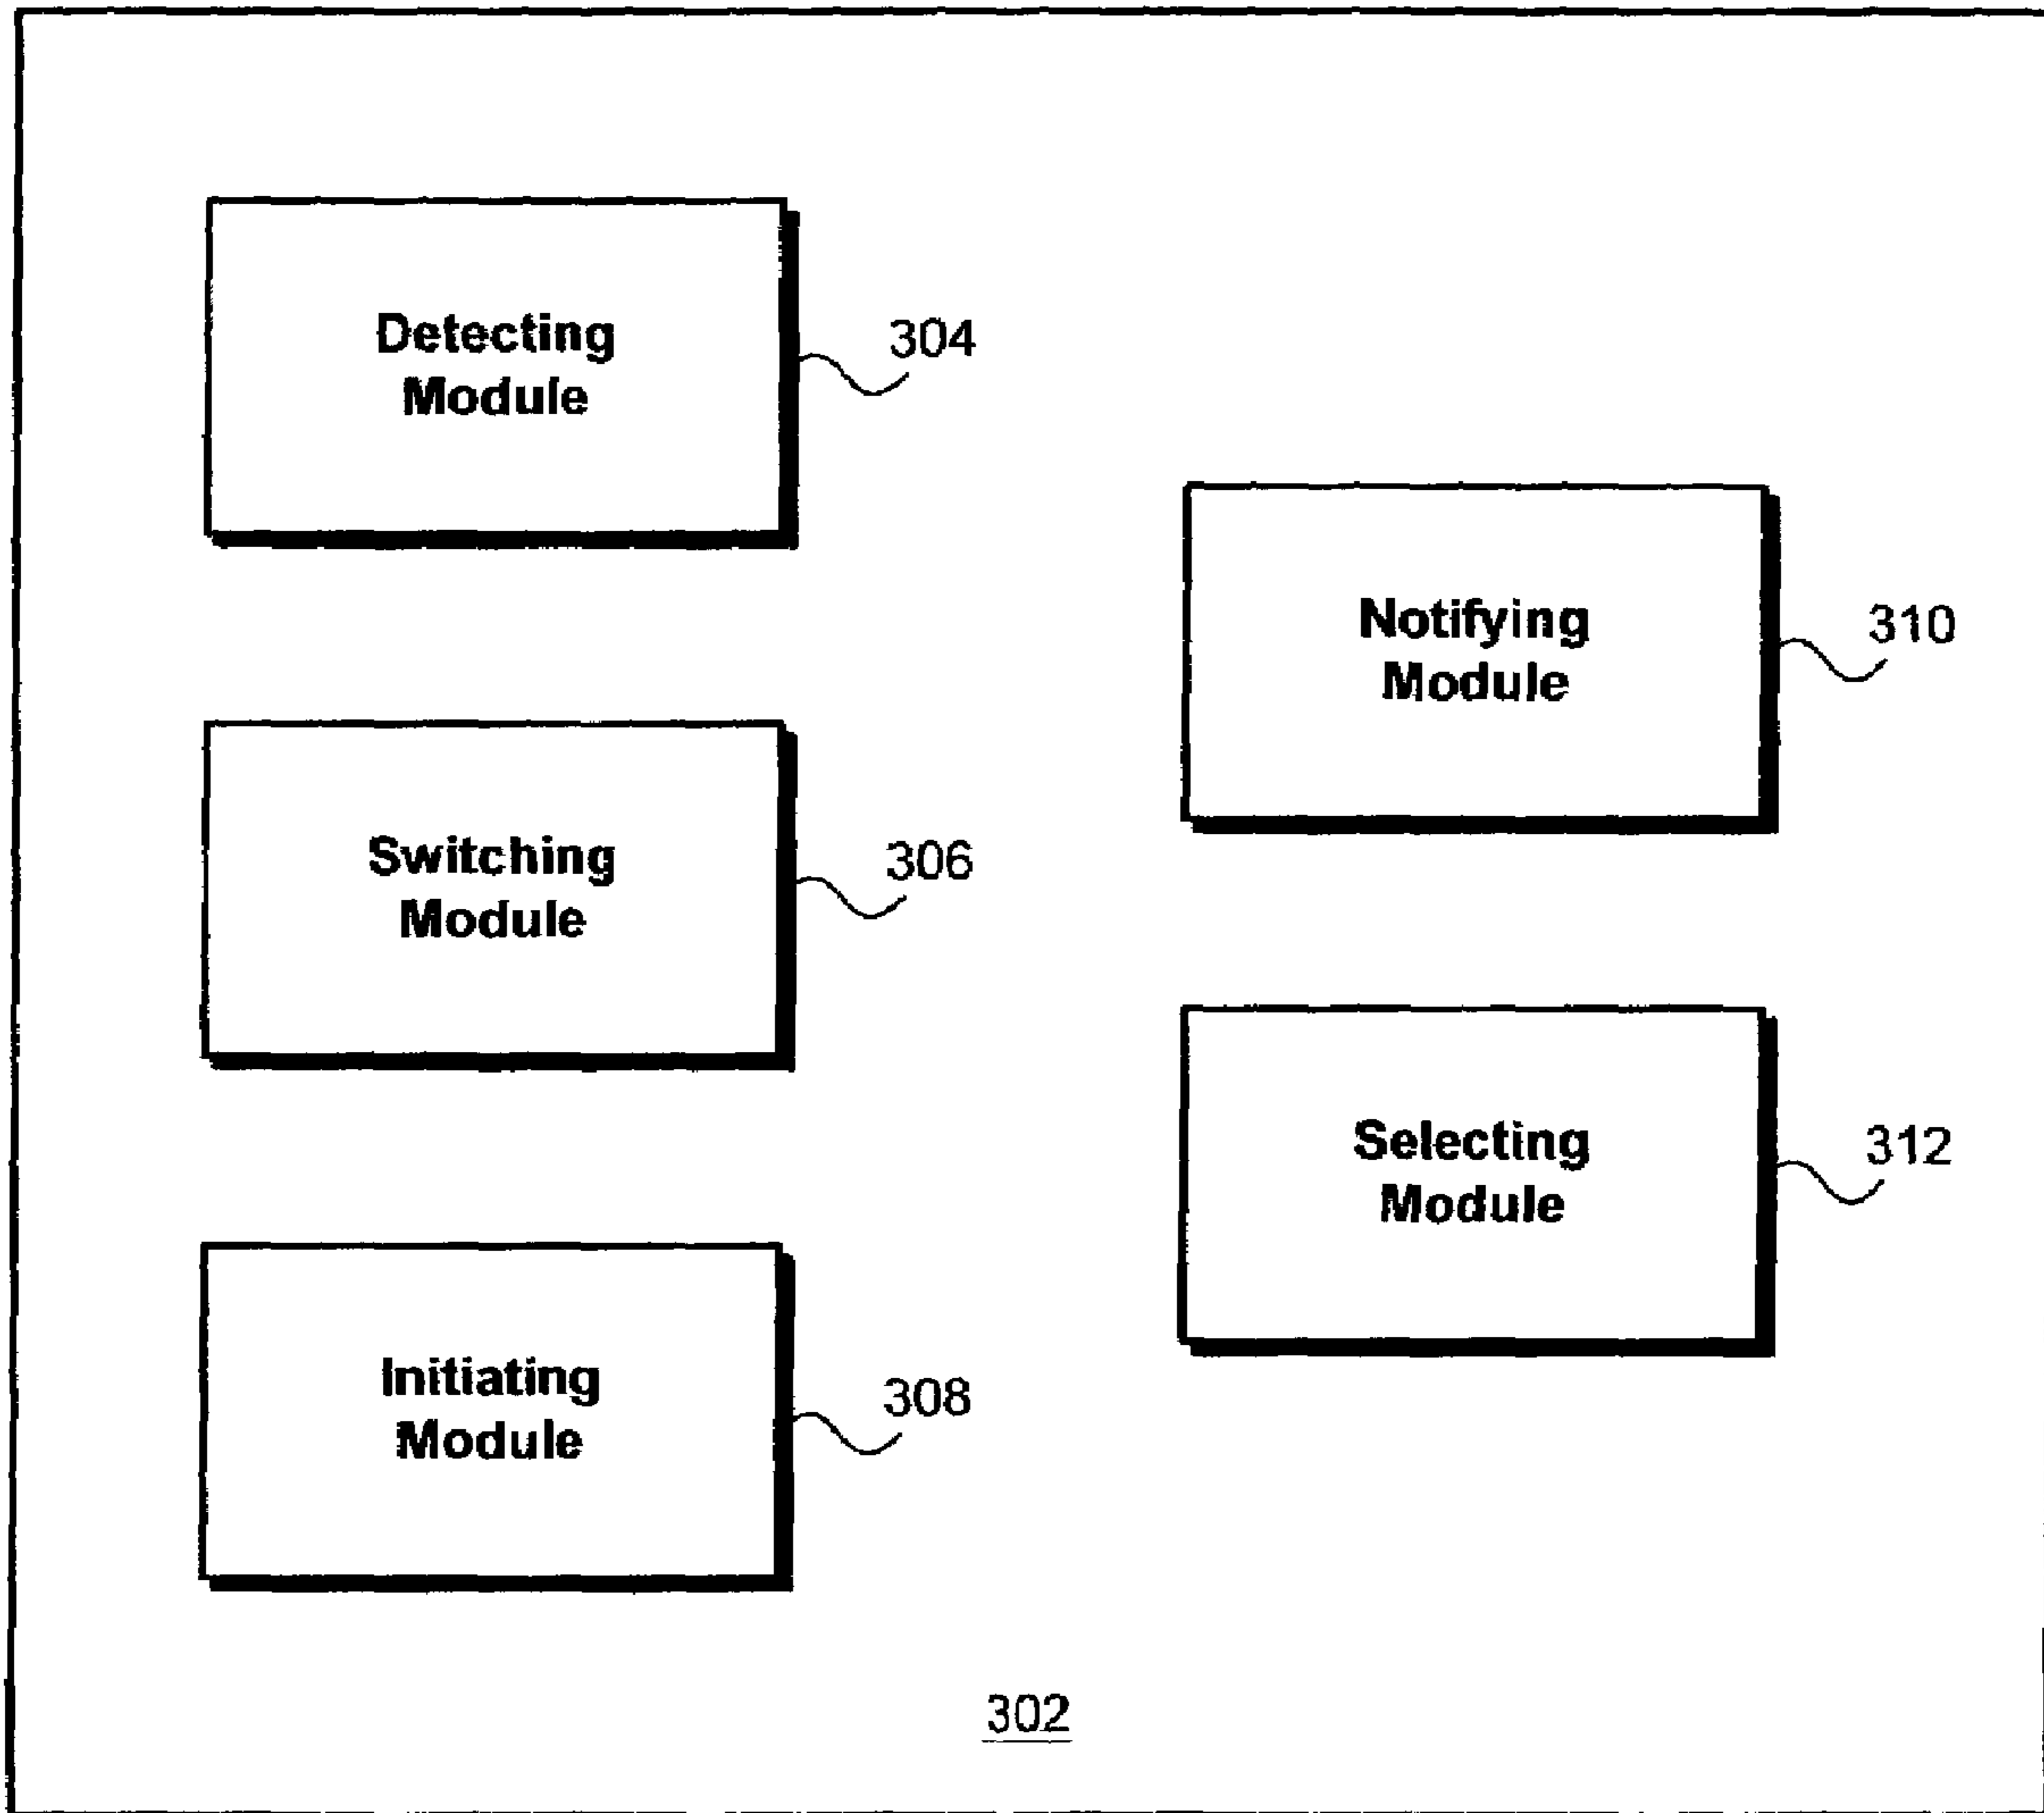 Detecting
Module
304
Switching
Module
306
Initiating
Module
308
Notifying
Module
310
Selecting
Module
312
302